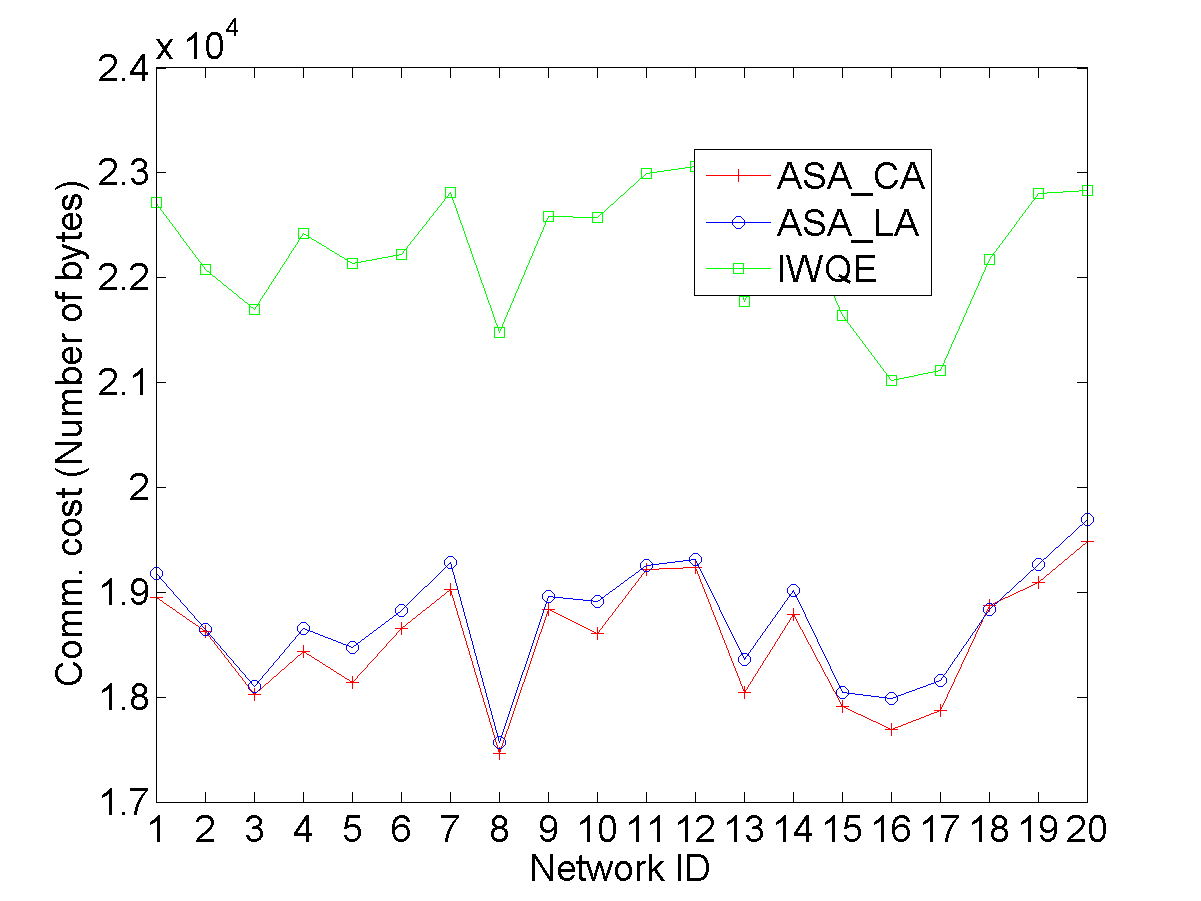 x 10^4
2.4
2.3
2.2
2.1
2
1.9
1.8
1.7
Comm. cost (Number of bytes)
ASA_CA
ASA_LA
IWQE
1 2 3 4 5 6 7 8 9 10 11 12 13 14 15 16 17 18 19 20
Network ID